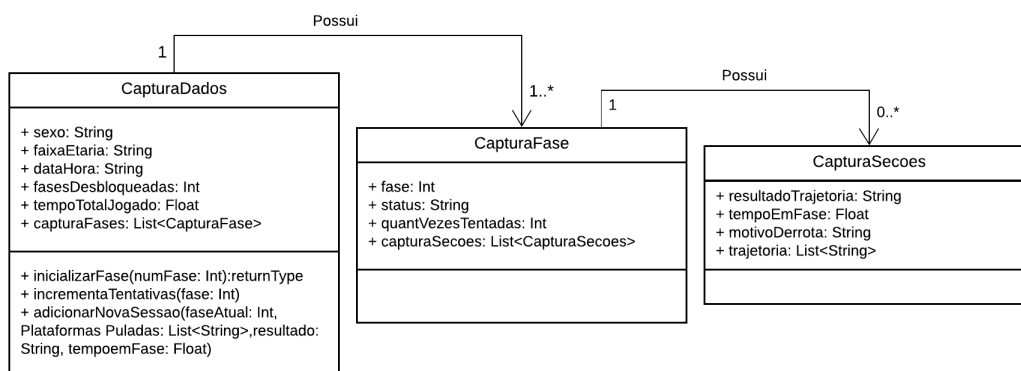 Possui
1
1..*
CapturaDados
+ sexo: String
+ faixaEtaria: String
+ dataHora: String
+ fasesDesbloqueadas: Int
+ tempoTotalJogado: Float
+ capturaFases: List<CapturaFase>
+ inicializarFase(numFase: Int):returnType
+ incrementaTentativas(fase: Int)
+ adicionarNovaSessao(faseAtual: Int,
Plataformas Puladas: List<String>,resultado:
String, tempoemFase: Float)
Possui
1
0..*
CapturaFase
+ fase: Int
+ status: String
+ quantVezesTentadas: Int
+ capturaSecoes: List<CapturaSecoes>
CapturaSecoes
+ resultadoTrajetoria: String
+ tempoEmFase: Float
+ motivoDerrota: String
+ trajetoria: List<String>